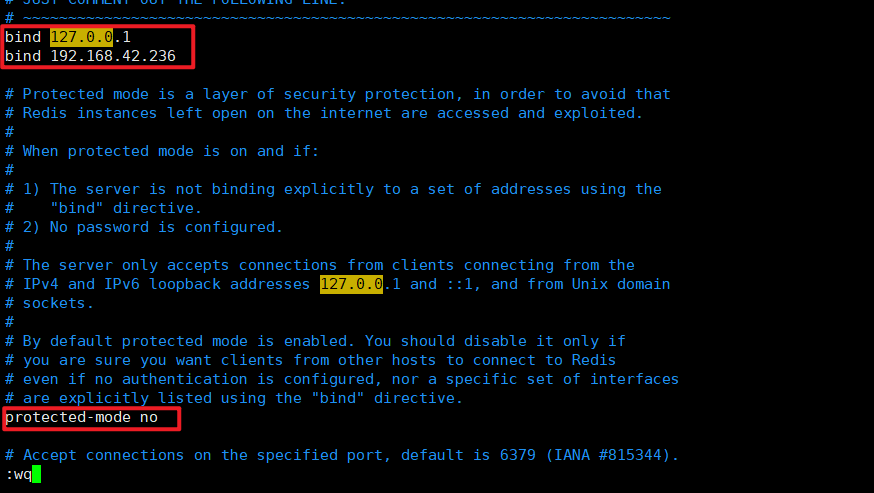 # JUST COMMENT OUT THE FOLLOWING LINE.
# ~~~~~~~~~~~~~~~~~~~~~~~~~~~~~~~~~~~~~~~~~~~~~~~~~~~~~~~~~~~~~~~~~~~~~~~~
bind 127.0.0.1
bind 192.168.42.236

# Protected mode is a layer of security protection, in order to avoid that
# Redis instances left open on the internet are accessed and exploited.
#
# When protected mode is on and if:
#
# 1) The server is not binding explicitly to a set of addresses using the
#    "bind" directive.
# 2) No password is configured.
#
# The server only accepts connections from clients connecting from the
# IPv4 and IPv6 loopback addresses 127.0.0.1 and ::1, and from Unix domain
# sockets.
#
# By default protected mode is enabled. You should disable it only if
# you are sure you want clients from other hosts to connect to Redis
# even if no authentication is configured, nor a specific set of interfaces
# are explicitly listed using the "bind" directive.
protected-mode no

# Accept connections on the specified port, default is 6379 (IANA #815344).
:wq